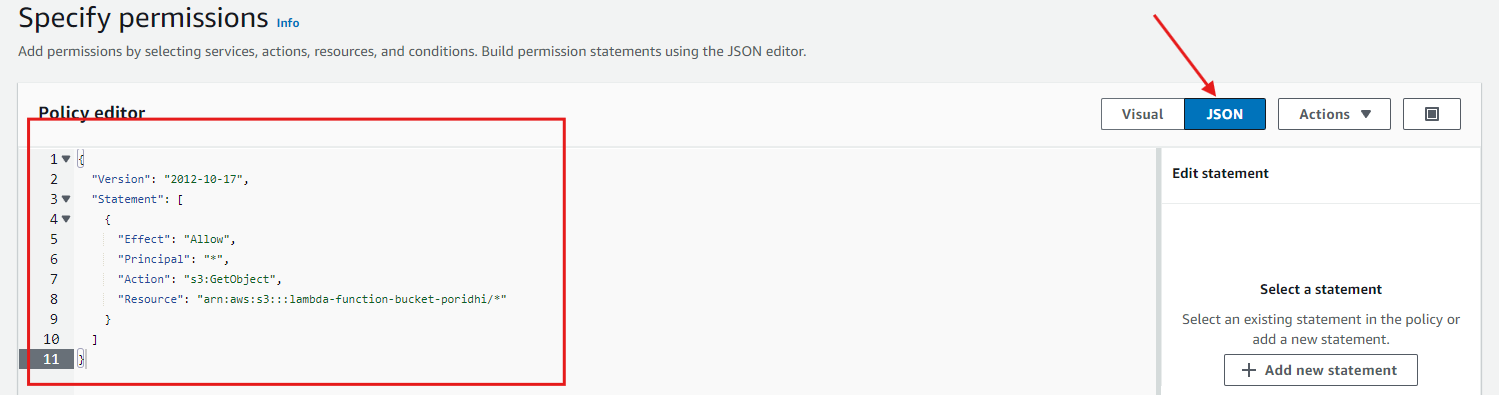 Specify permissions Info
Add permissions by selecting services, actions, resources, and conditions. Build permission statements using the JSON editor.
Policy editor
Visual
JSON
Actions
1 {
2 "Version": "2012-10-17",
3 "Statement": [
4 {
5 "Effect": "Allow",
6 "Principal": "*",
7 "Action": "s3:GetObject",
8 "Resource": "arn:aws:s3:::lambda-function-bucket-poridhi/*"
9 }
10 ]
11 }
Edit statement
Select a statement
Select an existing statement in the policy or
add a new statement.
+ Add new statement